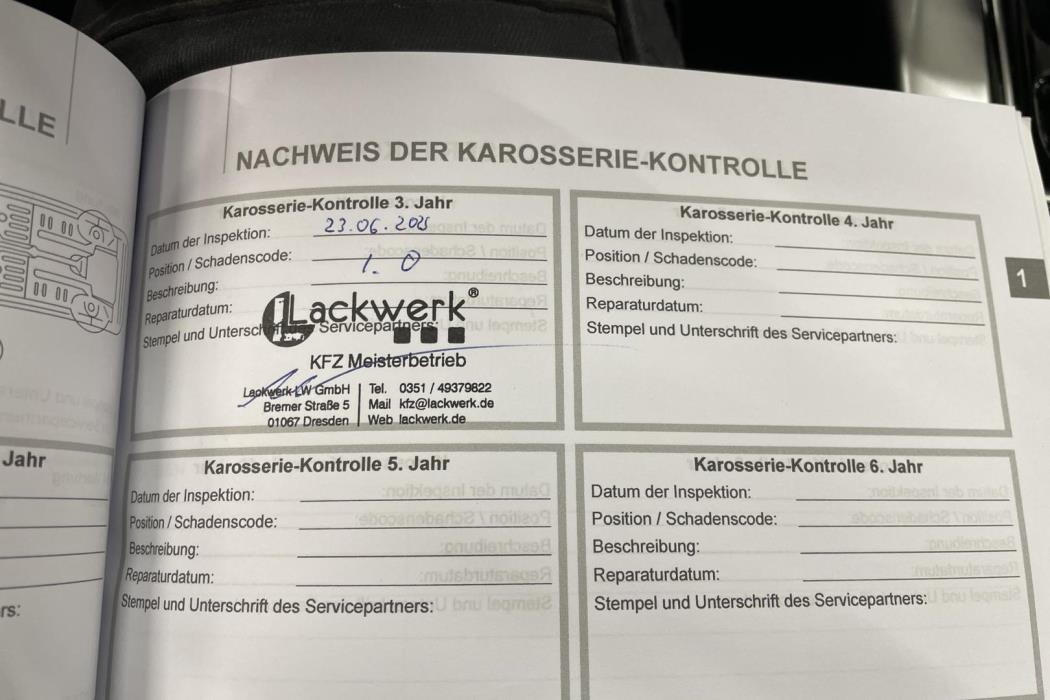 LLE
NACHWEIS DER KAROSSERIE-KONTROLLE
Karosserie-Kontrolle 3. Jahr
Datum der Inspektion: 23.06.2025
Position / Schadenscode: 1. 0
Beschreibung:
Reparaturdatum:
Stempel und Unterschrift des Servicepartners:
Lackwerk®
KFZ Meisterbetrieb
Lackwerk-LW GmbH Tel. 0351 / 49379822
Bremer Straße 5 Mail kfz@lackwerk.de
01067 Dresden Web lackwerk.de
Karosserie-Kontrolle 4. Jahr
Datum der Inspektion:
Position / Schadenscode:
Beschreibung:
Reparaturdatum:
Stempel und Unterschrift des Servicepartners:
1
Jahr
rs:
Karosserie-Kontrolle 5. Jahr
Datum der Inspektion:
Position / Schadenscode:
Beschreibung:
Reparaturdatum:
Stempel und Unterschrift des Servicepartners:
Karosserie-Kontrolle 6. Jahr
Datum der Inspektion:
Position / Schadenscode:
Beschreibung:
Reparaturdatum:
Stempel und Unterschrift des Servicepartners: